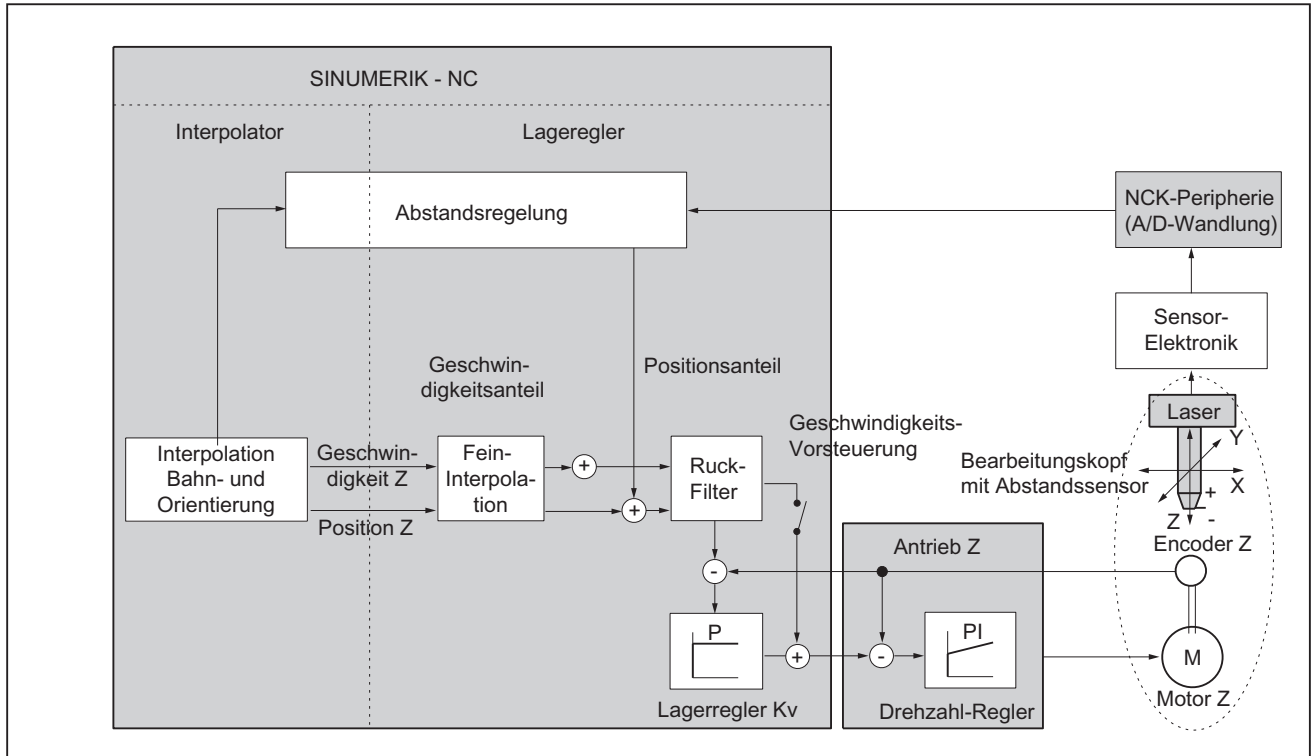 SINUMERIK - NC
Interpolator
Lageregler
Abstandsregelung
NCK-Peripherie
(A/D-Wandlung)
Sensor-
Elektronik
Geschwin-
digkeitsanteil
Positionsanteil
Laser
Geschwindigkeits-
Vorsteuerung
Interpolation
Bahn- und
Orientierung
Geschwin-
digkeit Z
Position Z
Fein-
Interpola-
tion
+
+
Ruck-
Filter
Bearbeitungskopf
mit Abstandssensor
Y
X
+
Z
-
Encoder Z
Antrieb Z
-
P
+
-
PI
M
Lagerregler Kv
Drehzahl-Regler
Motor Z